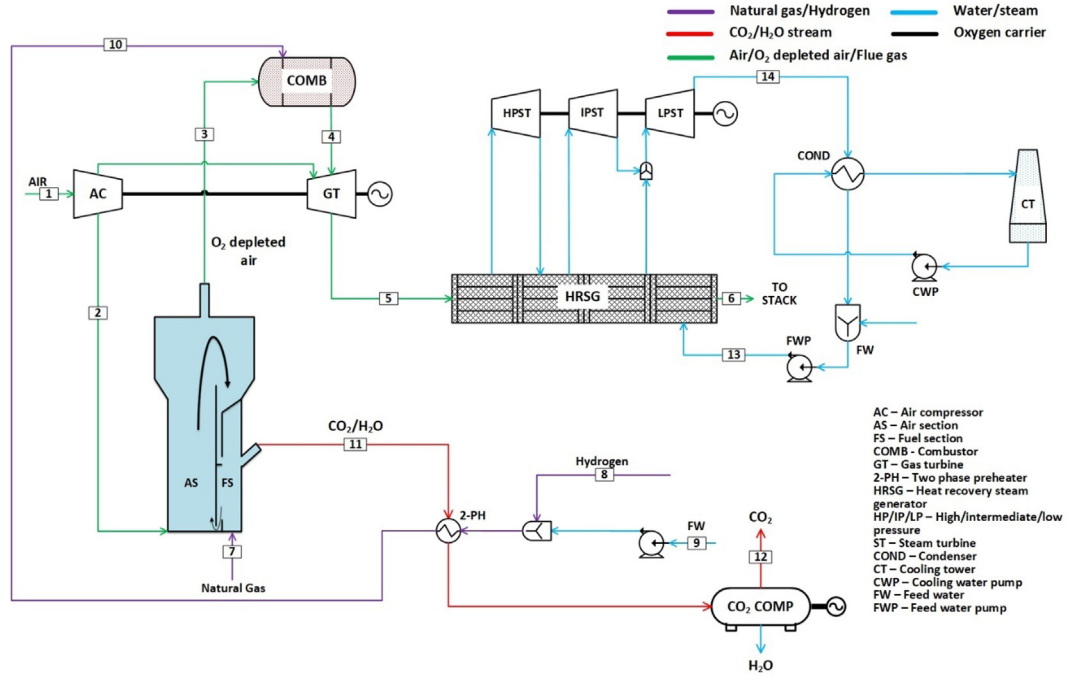 Natural gas/Hydrogen
Water/steam
CO₂/H₂O stream
Oxygen carrier
Air/O₂ depleted air/Flue gas
10
COMB
14
3
4
HPST
IPST
LPST
COND
CT
AIR
1
AC
GT
O₂ depleted
air
CWP
2
5
HRSG
6
TO
STACK
FWP
13
FW
AS
FS
CO₂/H₂O
11
Hydrogen
8
2-PH
FW
9
7
Natural Gas
CO₂
12
CO₂ COMP
H₂O
AC – Air compressor
AS – Air section
FS – Fuel section
COMB - Combustor
GT – Gas turbine
2-PH – Two phase preheater
HRSG – Heat recovery steam
generator
HP/IP/LP – High/intermediate/low
pressure
ST – Steam turbine
COND – Condenser
CT – Cooling tower
CWP – Cooling water pump
FW – Feed water
FWP – Feed water pump